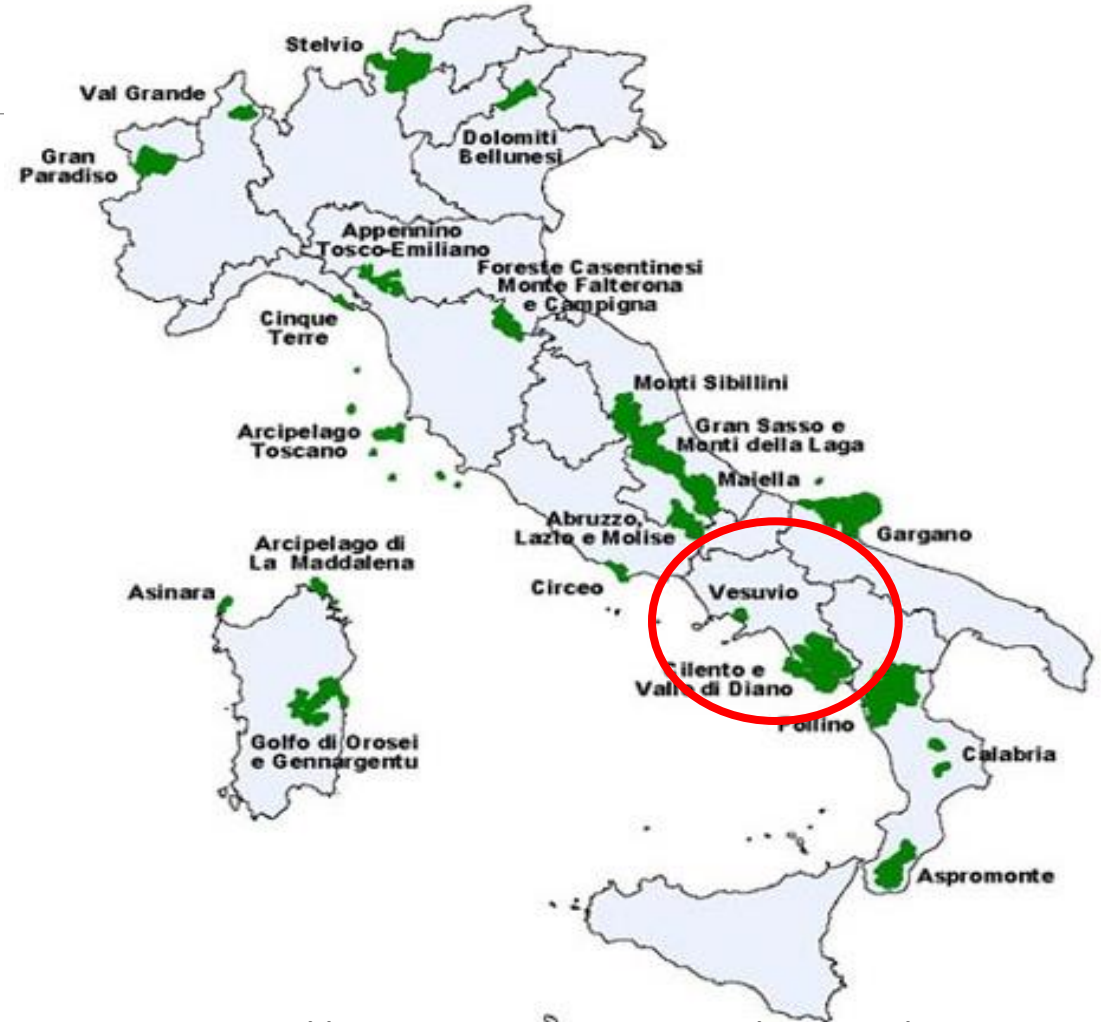 Stelvio
Val Grande
Gran
Paradiso
Dolomiti
Bellunesi
Appennino
Tosco-Emiliano
Foreste Casentinesi
Monte Falterona
e Campigna
Cinque
Terre
Monti Sibillini
Arcipelago
Toscano
Gran Sasso e
Monti della Laga
Maiella
Abruzzo,
Lazio e Molise
Gargano
Arcipelago di
La Maddalena
Asinara
Circeo
Vesuvio
Cilento e
Vallo di Diano
Pollino
Golfo di Orosei
e Gennargentu
Calabria
Aspromonte